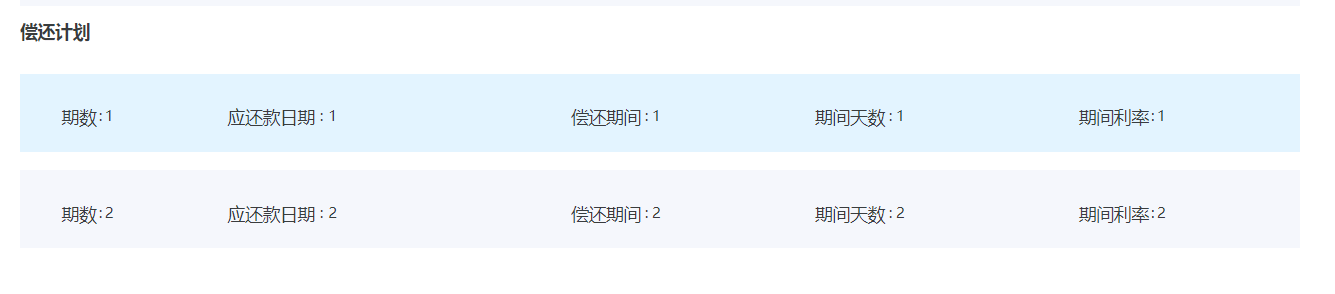 偿还计划
期数:1 应还款日期 : 1 偿还期间 : 1 期间天数 : 1 期间利率:1
期数:2 应还款日期 : 2 偿还期间 : 2 期间天数 : 2 期间利率:2